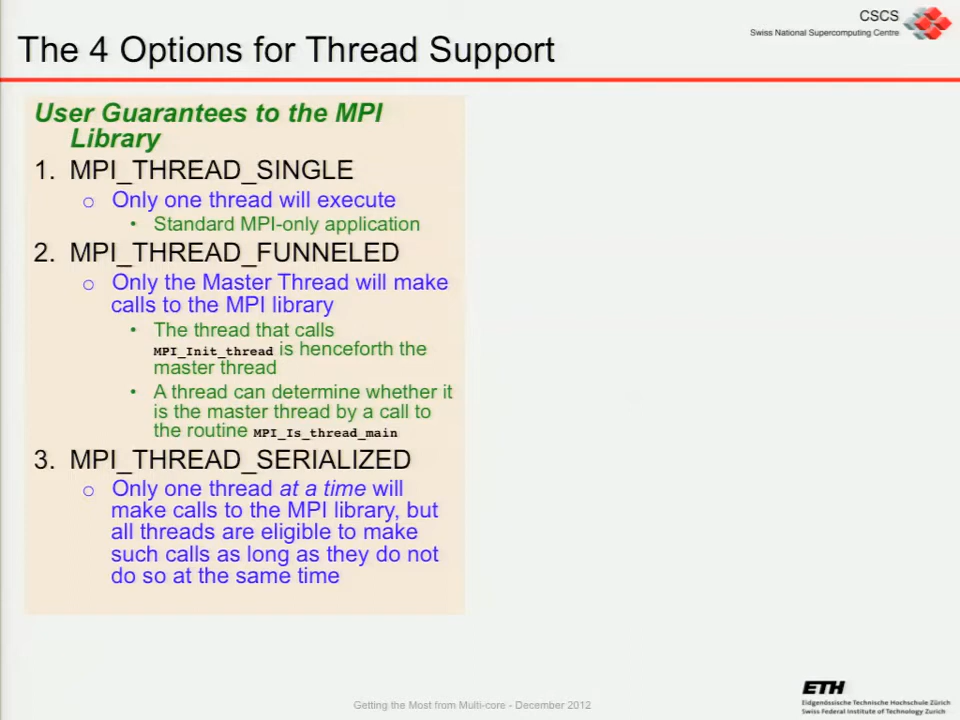 CSCS
Swiss National Supercomputing Centre
The 4 Options for Thread Support
User Guarantees to the MPI
Library
1. MPI_THREAD_SINGLE
o Only one thread will execute
• Standard MPI-only application
2. MPI_THREAD_FUNNELED
o Only the Master Thread will make
calls to the MPI library
• The thread that calls
MPI_Init_thread is henceforth the
master thread
• A thread can determine whether it
is the master thread by a call to
the routine MPI_Is_thread_main
3. MPI_THREAD_SERIALIZED
o Only one thread at a time will
make calls to the MPI library, but
all threads are eligible to make
such calls as long as they do not
do so at the same time
Getting the Most from Multi-core - December 2012
ETH
Eidgenössische Technische Hochschule Zürich
Swiss Federal Institute of Technology Zurich